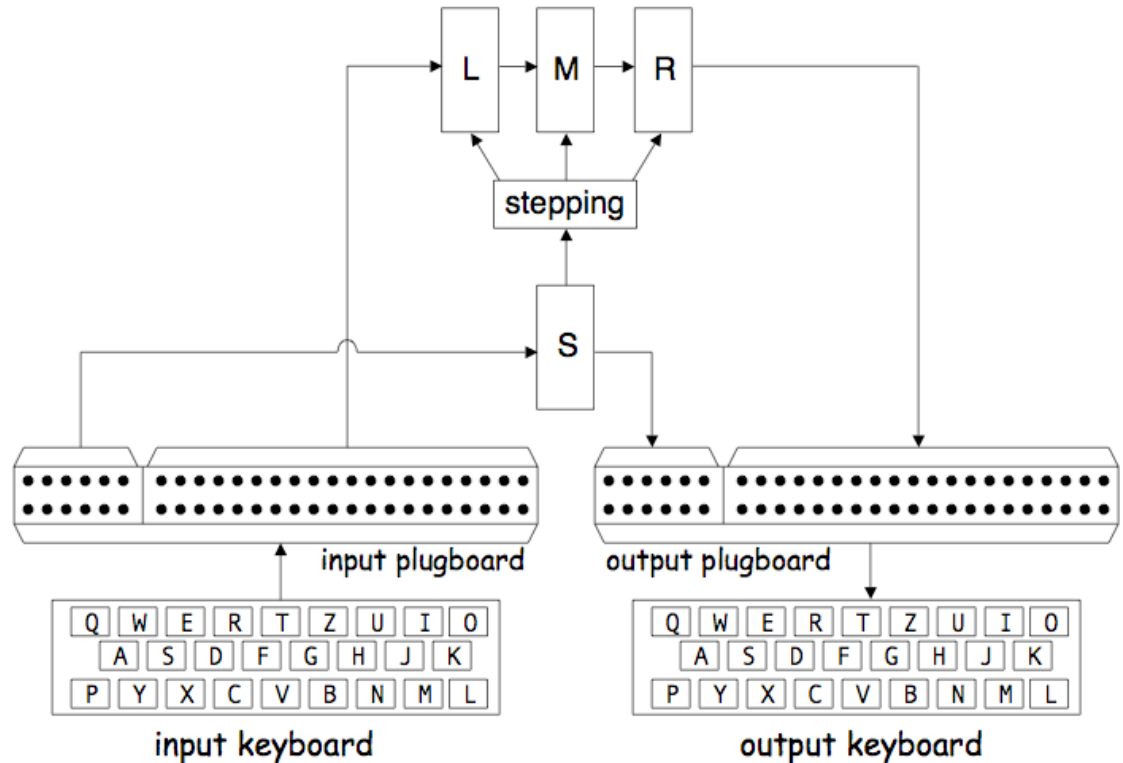 L M R
stepping
S
input plugboard output plugboard
Q W E R T Z U I O Q W E R T Z U I O
A S D F G H J K A S D F G H J K
P Y X C V B N M L P Y X C V B N M L
input keyboard output keyboard